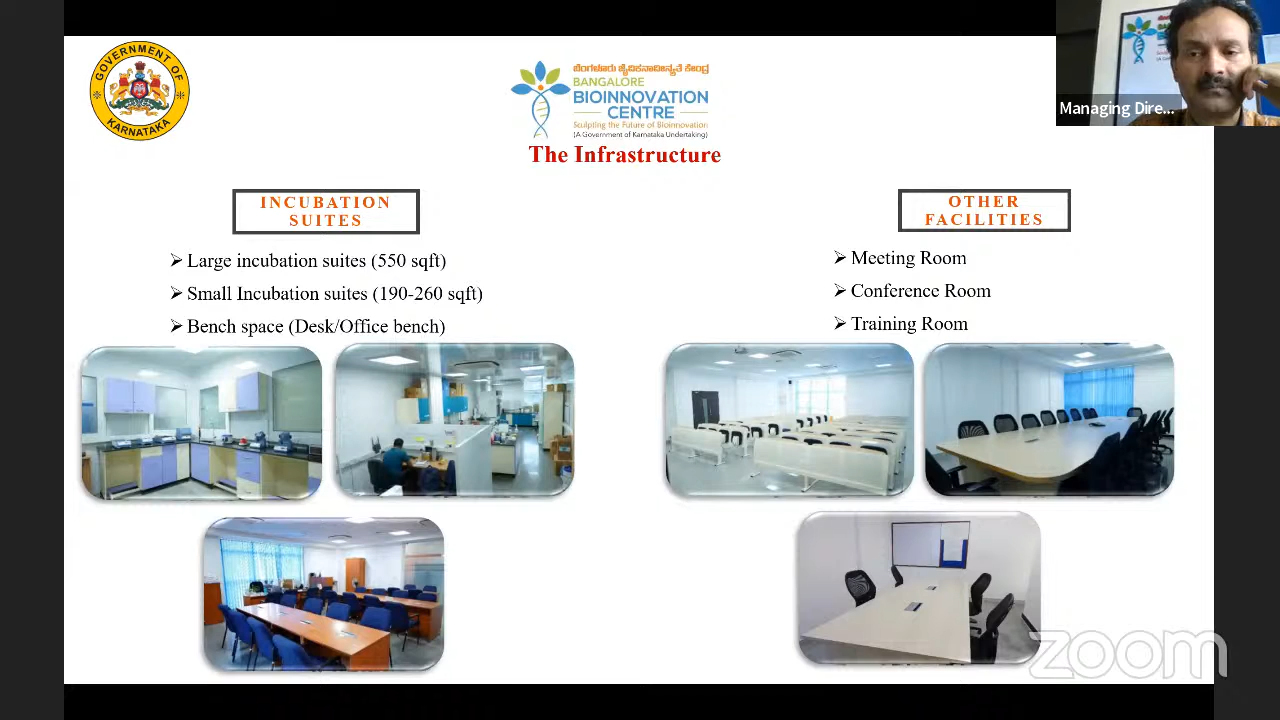 GOVERNMENT OF
KARNATAKA
ಬೆಂಗಳೂರು ಜೈವಿಕನಾವೀನ್ಯತೆ ಕೇಂದ್ರ
BANGALORE
BIOINNOVATION
CENTRE
Sculpting the Future of Bioinnovation
(A Government of Karnataka Undertaking)
The Infrastructure
Managing Dire...
INCUBATION
SUITES
Large incubation suites (550 sqft)
Small Incubation suites (190-260 sqft)
Bench space (Desk/Office bench)
OTHER
FACILITIES
Meeting Room
Conference Room
Training Room
zoom